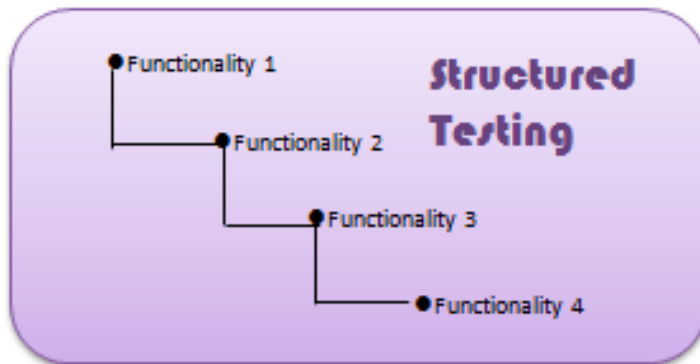 Functionality 1
Structured
Testing
Functionality 2
Functionality 3
Functionality 4